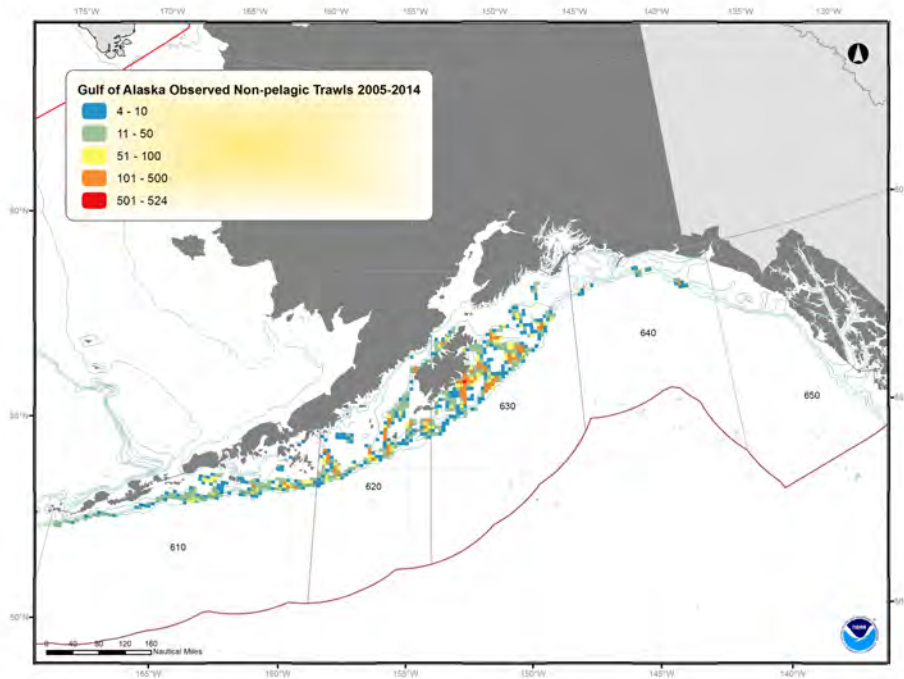 175°W 170°W 165°W 160°W 155°W 150°W 145°W 140°W 130°W
Gulf of Alaska Observed Non-pelagic Trawls 2005-2014
4 - 10
11 - 50
51 - 100
101 - 500
501 - 524
60°N
640
650
630
55°N
620
610
50°N
0 40 80 120 160
Nautical Miles
NOAA
165°W 160°W 155°W 150°W 145°W 140°W